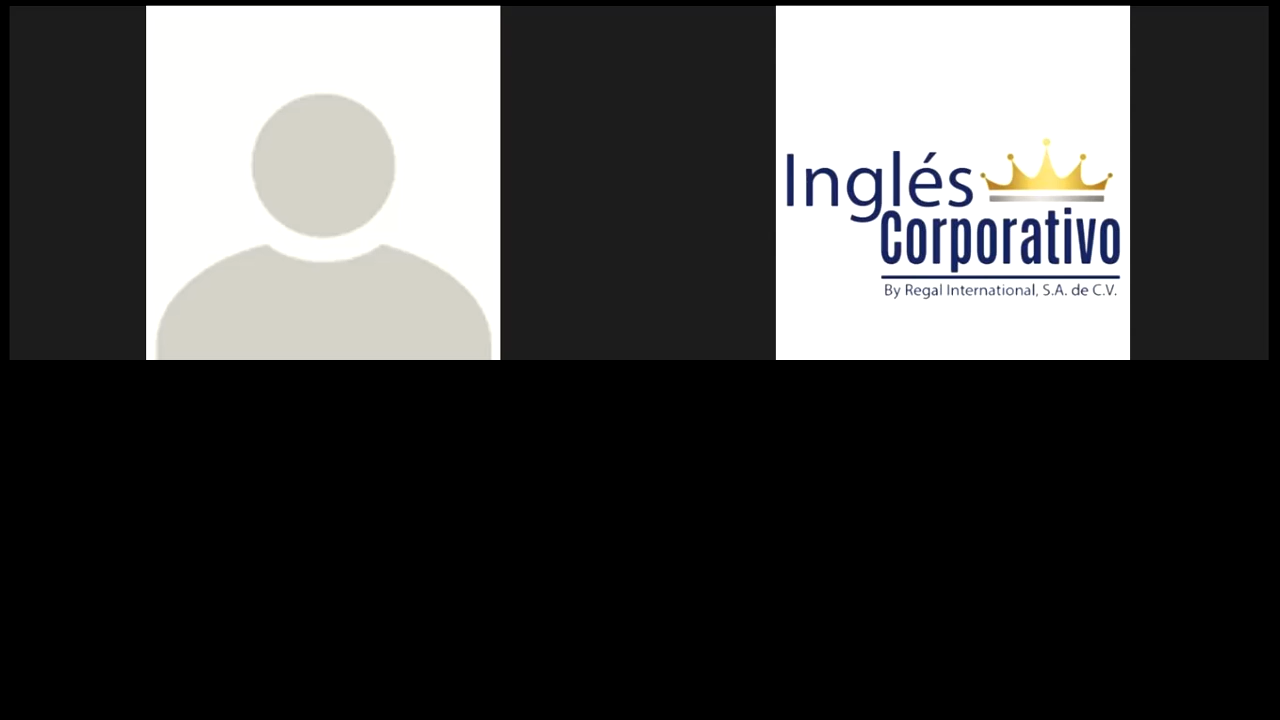 Inglés
Corporativo
By Regal International, S.A. de C.V.